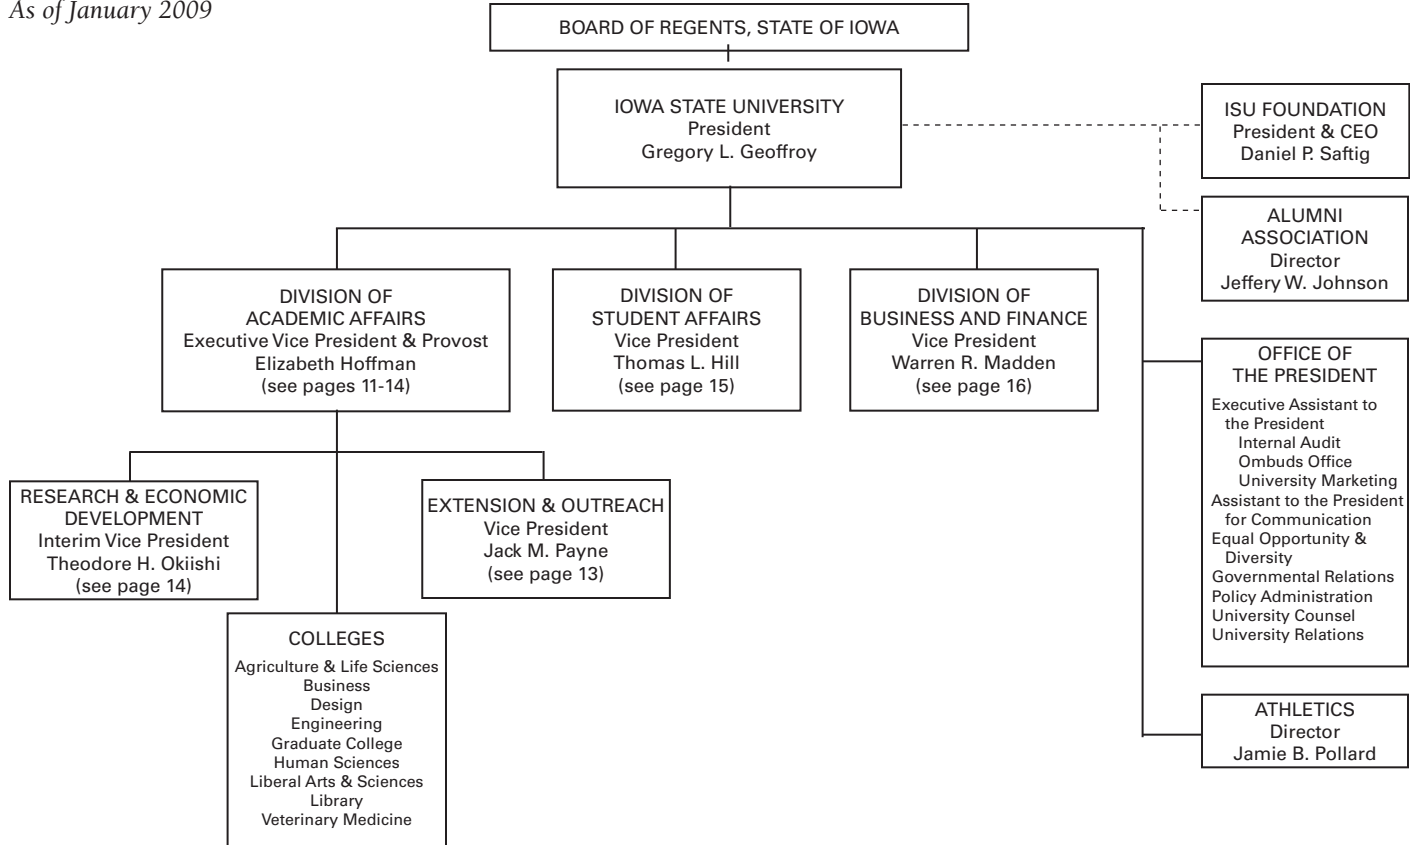 As of January 2009
BOARD OF REGENTS, STATE OF IOWA
IOWA STATE UNIVERSITY
President
Gregory L. Geoffroy
ISU FOUNDATION
President & CEO
Daniel P. Saftig
ALUMNI
ASSOCIATION
Director
Jeffery W. Johnson
DIVISION OF
ACADEMIC AFFAIRS
Executive Vice President & Provost
Elizabeth Hoffman
(see pages 11-14)
DIVISION OF
STUDENT AFFAIRS
Vice President
Thomas L. Hill
(see page 15)
DIVISION OF
BUSINESS AND FINANCE
Vice President
Warren R. Madden
(see page 16)
OFFICE OF
THE PRESIDENT
Executive Assistant to
the President
Internal Audit
Ombuds Office
University Marketing
Assistant to the President
for Communication
Equal Opportunity &
Diversity
Governmental Relations
Policy Administration
University Counsel
University Relations
RESEARCH & ECONOMIC
DEVELOPMENT
Interim Vice President
Theodore H. Okiishi
(see page 14)
EXTENSION & OUTREACH
Vice President
Jack M. Payne
(see page 13)
COLLEGES
Agriculture & Life Sciences
Business
Design
Engineering
Graduate College
Human Sciences
Liberal Arts & Sciences
Library
Veterinary Medicine
ATHLETICS
Director
Jamie B. Pollard